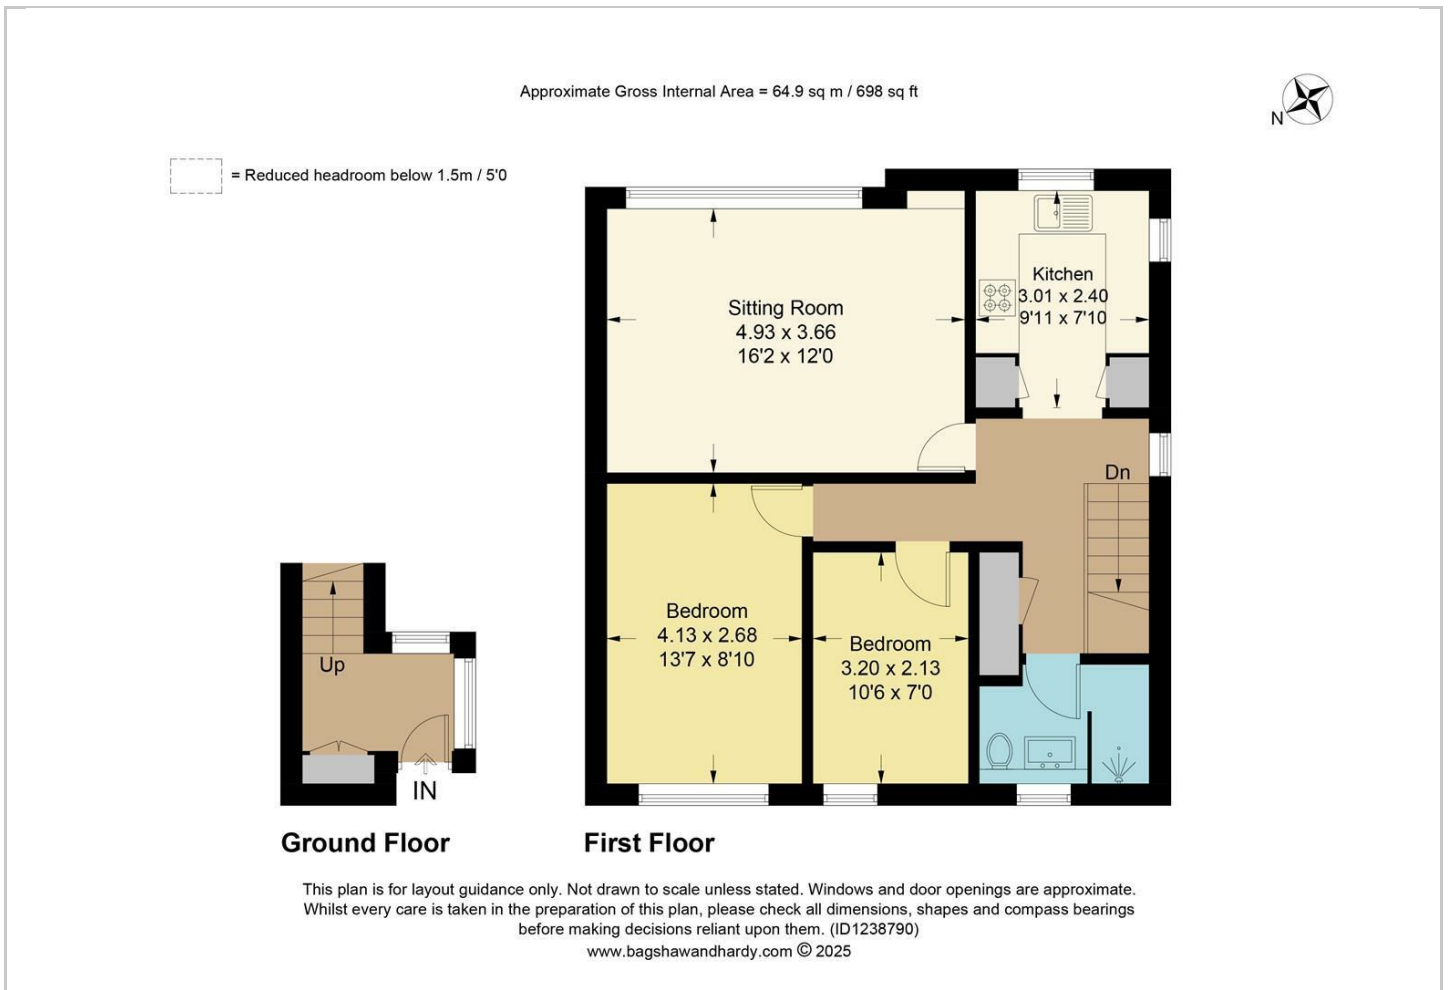 Approximate Gross Internal Area = 64.9 sq m / 698 sq ft
N
= Reduced headroom below 1.5m / 5'0
Kitchen
3.01 x 2.40
9'11 x 7'10
Sitting Room
4.93 x 3.66
16'2 x 12'0
Dn
Bedroom
4.13 x 2.68
13'7 x 8'10
Bedroom
3.20 x 2.13
10'6 x 7'0
Up
IN
Ground Floor
First Floor
This plan is for layout guidance only. Not drawn to scale unless stated. Windows and door openings are approximate.
Whilst every care is taken in the preparation of this plan, please check all dimensions, shapes and compass bearings
before making decisions reliant upon them. (ID1238790)
www.bagshawandhardy.com © 2025